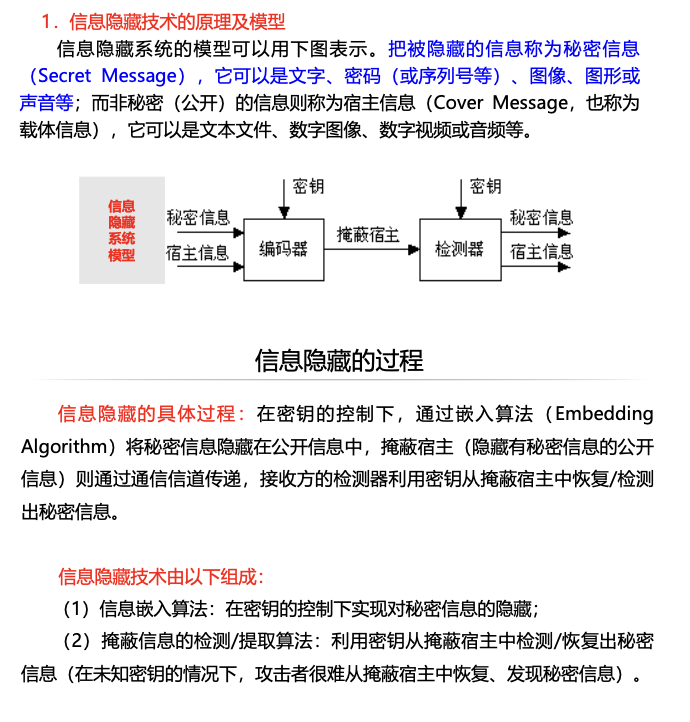 1. 信息隐藏技术的原理及模型
信息隐藏系统的模型可以用下图表示。把被隐藏的信息称为秘密信息
（Secret Message），它可以是文字、密码（或序列号等）、图像、图形或
声音等；而非秘密（公开）的信息则称为宿主信息（Cover Message，也称为
载体信息），它可以是文本文件、数字图像、数字视频或音频等。
信息
隐藏
系统
模型
秘密信息
宿主信息
密钥
编码器
掩蔽宿主
密钥
检测器
秘密信息
宿主信息
信息隐藏的过程
信息隐藏的具体过程：在密钥的控制下，通过嵌入算法（Embedding
Algorithm）将秘密信息隐藏在公开信息中，掩蔽宿主（隐藏有秘密信息的公开
信息）则通过通信信道传递，接收方的检测器利用密钥从掩蔽宿主中恢复/检测
出秘密信息。
信息隐藏技术由以下组成：
（1）信息嵌入算法：在密钥的控制下实现对秘密信息的隐藏；
（2）掩蔽信息的检测/提取算法：利用密钥从掩蔽宿主中检测/恢复出秘密
信息（在未知密钥的情况下，攻击者很难从掩蔽宿主中恢复、发现秘密信息）。